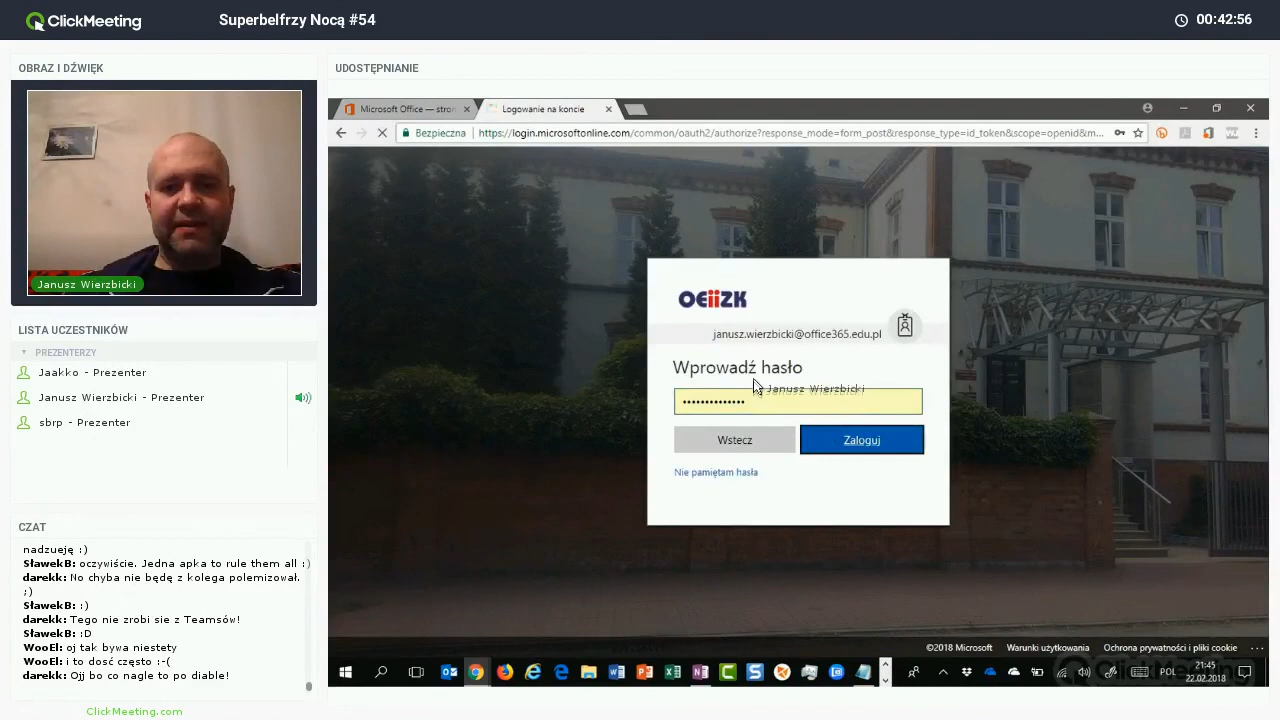 ClickMeeting
Superbelfrzy Nocą #54
00:42:56
OBRAZ I DŹWIĘK
Janusz Wierzbicki
LISTA UCZESTNIKÓW
PREZENTERZY
Jaakko - Prezenter
Janusz Wierzbicki - Prezenter
sbrp - Prezenter
CZAT
nadzueję :)
SławekB: oczywiście. Jedna apka to rule them all :)
darekk: No chyba nie będę z kolega polemizował.
;)
SławekB: :)
darekk: Tego nie zrobi sie z Teamsów!
SławekB: :D
WooEl: oj tak bywa niestety
WooEl: i to dość często :-(
darekk: Ojj bo co nagle to po diable!
ClickMeeting.com
UDOSTĘPNIANIE
Microsoft Office — stron
Logowanie na koncie
Bezpieczna
https://login.microsoftonline.com/common/oauth2/authorize?response_mode=form_post&response_type=id_token&scope=openid&m...
OEiiZK
janusz.wierzbicki@office365.edu.pl
Wprowadź hasło
Janusz Wierzbicki
••••••••••••••
Wstecz
Zaloguj
Nie pamiętam hasła
©2018 Microsoft
Warunki użytkowania
Ochrona prywatności i pliki cookie
...
POL
21:45
22.02.2018
ClickMeeting